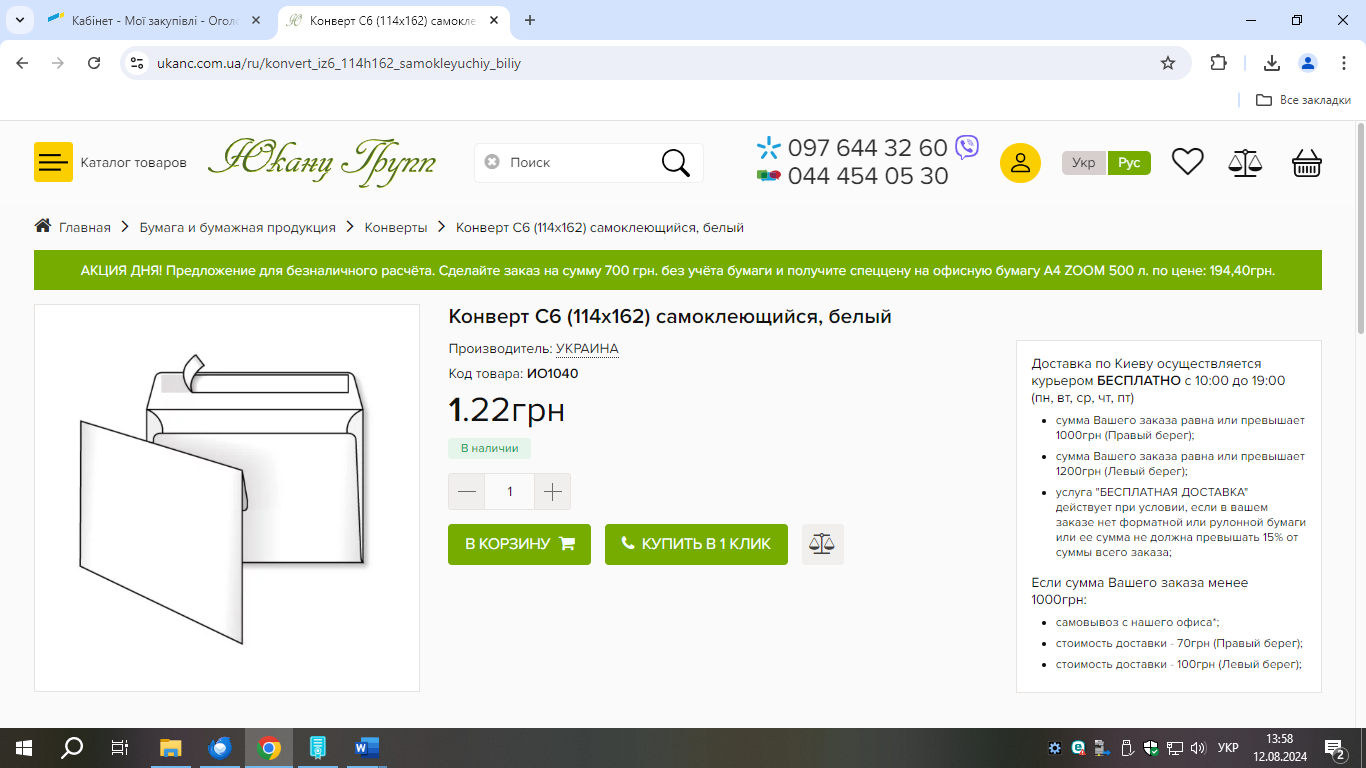 Кабінет - Мої закупівлі - Огол
Конверт С6 (114х162) самокле
ukanc.com.ua/ru/konvert_iz6_114h162_samokleyuchiy_biliy
Все закладки
Каталог товаров
Юкану Групп
Поиск
097 644 32 60
044 454 05 30
Укр
Рус
Главная
Бумага и бумажная продукция
Конверты
Конверт С6 (114х162) самоклеющийся, белый
АКЦИЯ ДНЯ! Предложение для безналичного расчёта. Сделайте заказ на сумму 700 грн. без учёта бумаги и получите спеццену на офисную бумагу А4 ZOOM 500 л. по цене: 194,40грн.
Конверт С6 (114х162) самоклеющийся, белый
Производитель: УКРАИНА
Код товара: ИО1040
1.22грн
В наличии
1
В КОРЗИНУ
КУПИТЬ В 1 КЛИК
Доставка по Киеву осуществляется
курьером БЕСПЛАТНО с 10:00 до 19:00
(пн, вт, ср, чт, пт)
сумма Вашего заказа равна или превышает
1000грн (Правый берег);
сумма Вашего заказа равна или превышает
1200грн (Левый берег);
услуга "БЕСПЛАТНАЯ ДОСТАВКА"
действует при условии, если в вашем
заказе нет форматной или рулонной бумаги
или ее сумма не должна превышать 15% от
суммы всего заказа;
Если сумма Вашего заказа менее
1000грн:
самовывоз с нашего офиса*;
стоимость доставки - 70грн (Правый берег);
стоимость доставки - 100грн (Левый берег);
УКР
13:58
12.08.2024
2